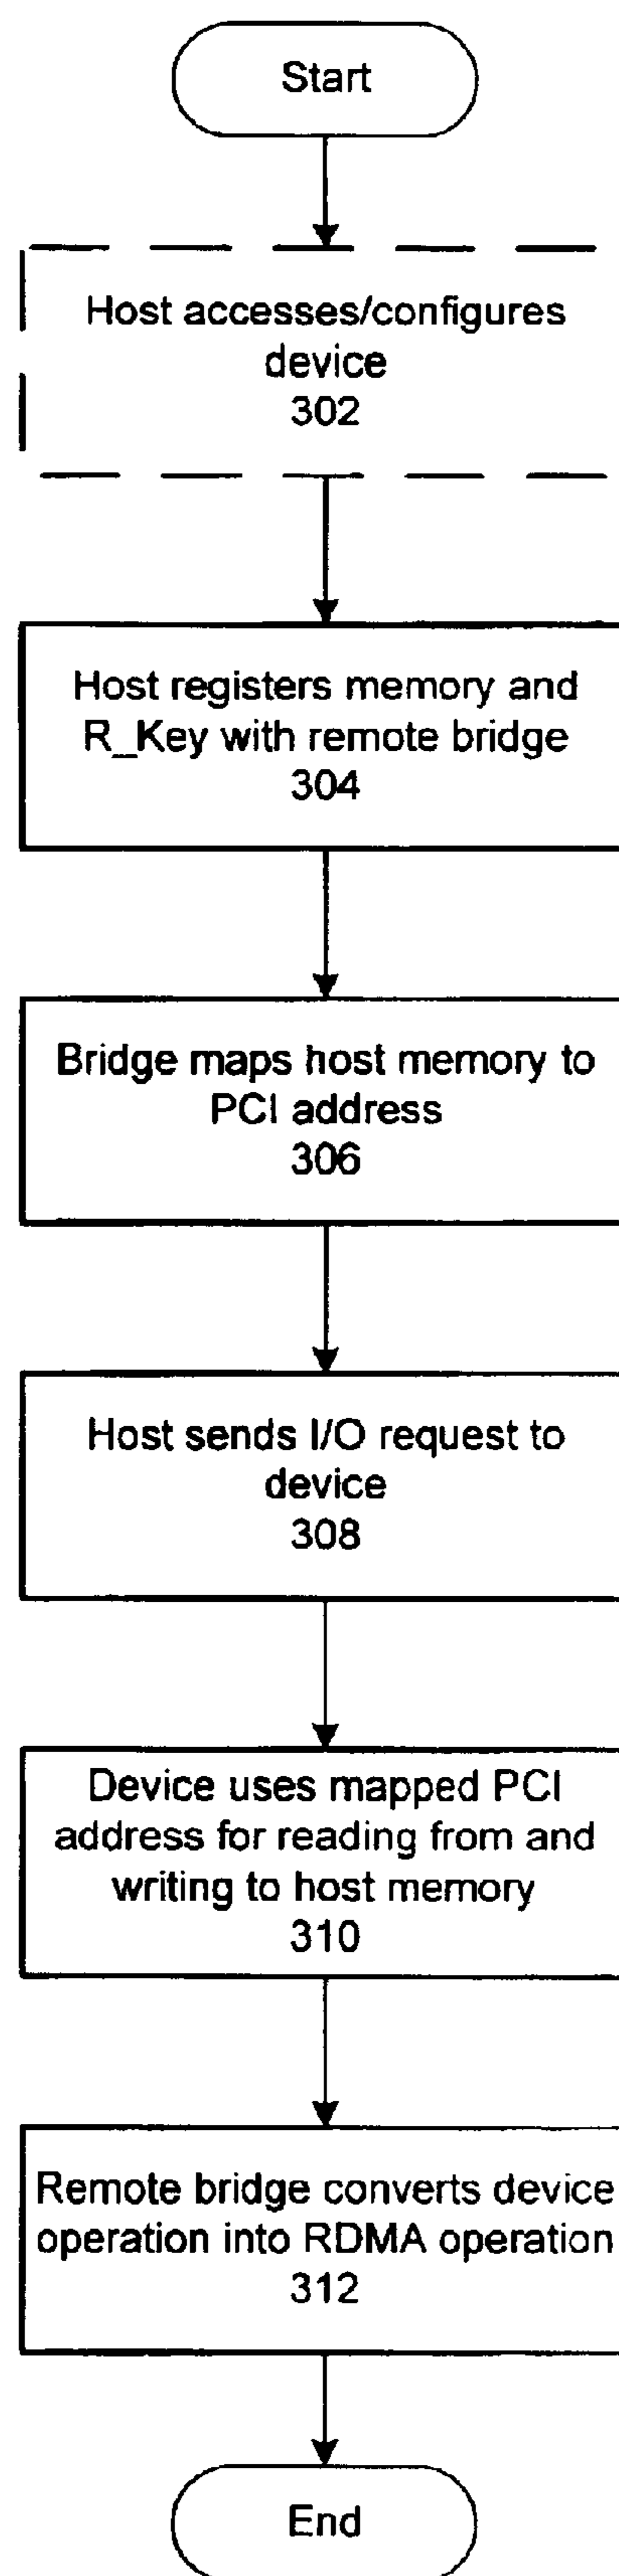 Start
Host accesses/configures
device
302
Host registers memory and
R_Key with remote bridge
304
Bridge maps host memory to
PCI address
306
Host sends I/O request to
device
308
Device uses mapped PCI
address for reading from and
writing to host memory
310
Remote bridge converts device
operation into RDMA operation
312
End